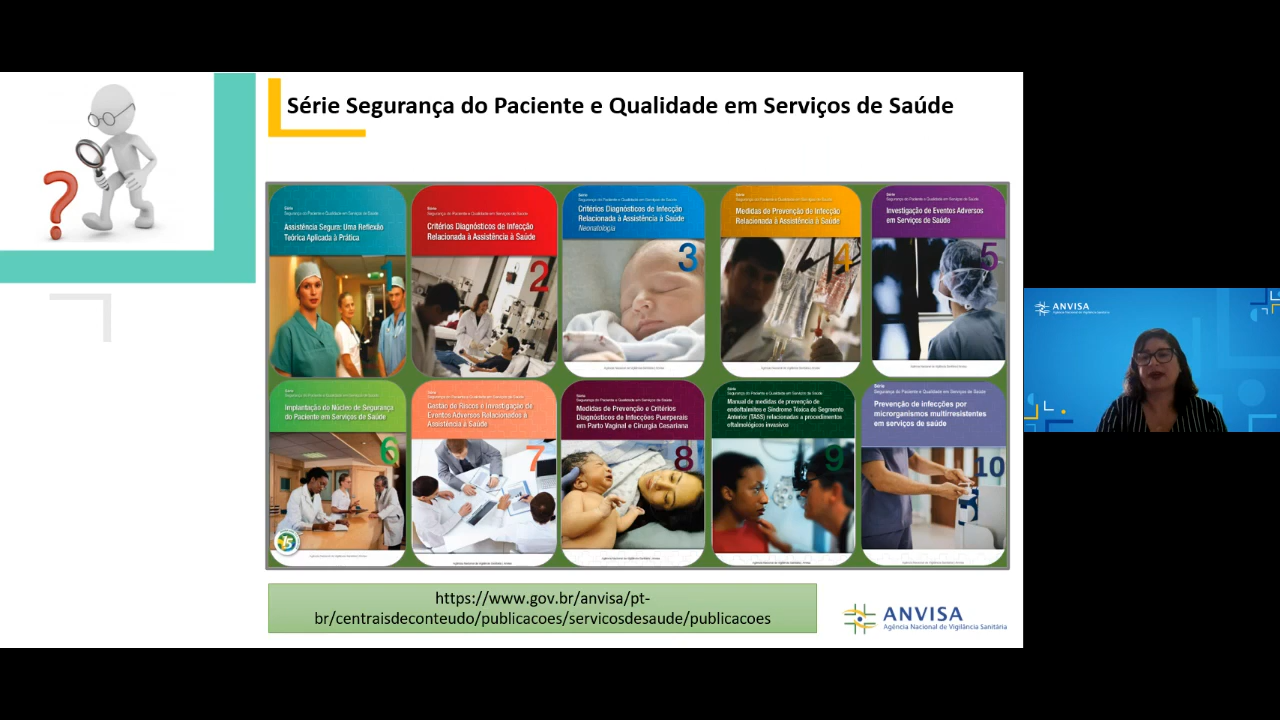 Série Segurança do Paciente e Qualidade em Serviços de Saúde
Série
Segurança do Paciente e Qualidade em Serviços de Saúde
Assistência Segura: Uma Reflexão
Teórica Aplicada à Prática
1
Série
Segurança do Paciente e Qualidade em Serviços de Saúde
Critérios Diagnósticos de Infecção
Relacionada à Assistência à Saúde
2
Série
Segurança do Paciente e Qualidade em Serviços de Saúde
Critérios Diagnósticos de Infecção
Relacionada à Assistência à Saúde
Neonatologia
3
Série
Segurança do Paciente e Qualidade em Serviços de Saúde
Medidas de Prevenção de Infecção
Relacionada à Assistência à Saúde
4
Série
Segurança do Paciente e Qualidade em Serviços de Saúde
Investigação de Eventos Adversos
em Serviços de Saúde
5
Série
Segurança do Paciente e Qualidade em Serviços de Saúde
Implantação do Núcleo de Segurança
do Paciente em Serviços de Saúde
6
15
Série
Segurança do Paciente e Qualidade em Serviços de Saúde
Gestão de Riscos e Investigação de
Eventos Adversos Relacionados à
Assistência à Saúde
7
Série
Segurança do Paciente e Qualidade em Serviços de Saúde
Medidas de Prevenção e Critérios
Diagnósticos de Infecções Puerperais
em Parto Vaginal e Cirurgia Cesariana
8
Série
Segurança do Paciente e Qualidade em Serviços de Saúde
Manual de medidas de prevenção de
endoftalmites e Síndrome Tóxica do Segmento
Anterior (TASS) relacionadas a procedimentos
oftalmológicos invasivos
9
Série
Segurança do Paciente e Qualidade em Serviços de Saúde
Prevenção de infecções por
microrganismos multirresistentes
em serviços de saúde
10
https://www.gov.br/anvisa/pt-
br/centraisdeconteudo/publicacoes/servicosdesaude/publicacoes
ANVISA
Agência Nacional de Vigilância Sanitária
ANVISA
Agência Nacional de Vigilância Sanitária